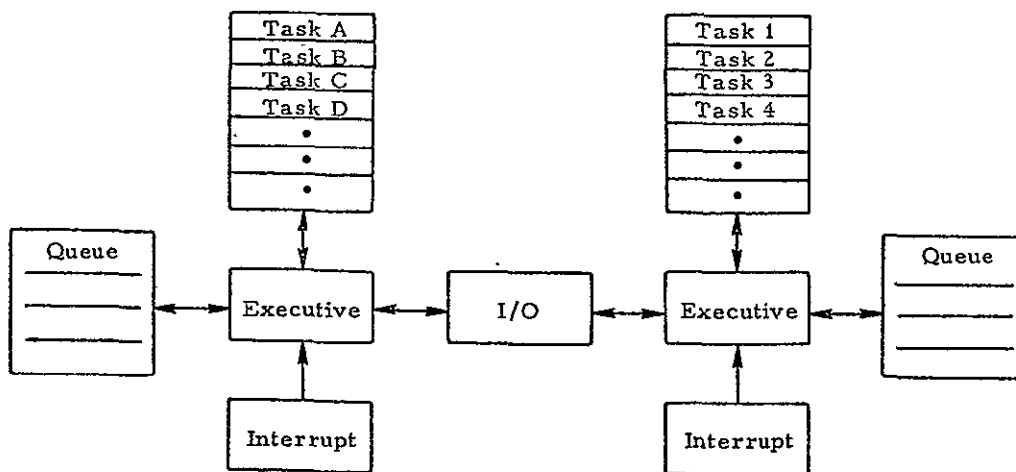 Task A
Task B
Task C
Task D
Task 1
Task 2
Task 3
Task 4
Queue
Executive
I/O
Executive
Queue
Interrupt
Interrupt